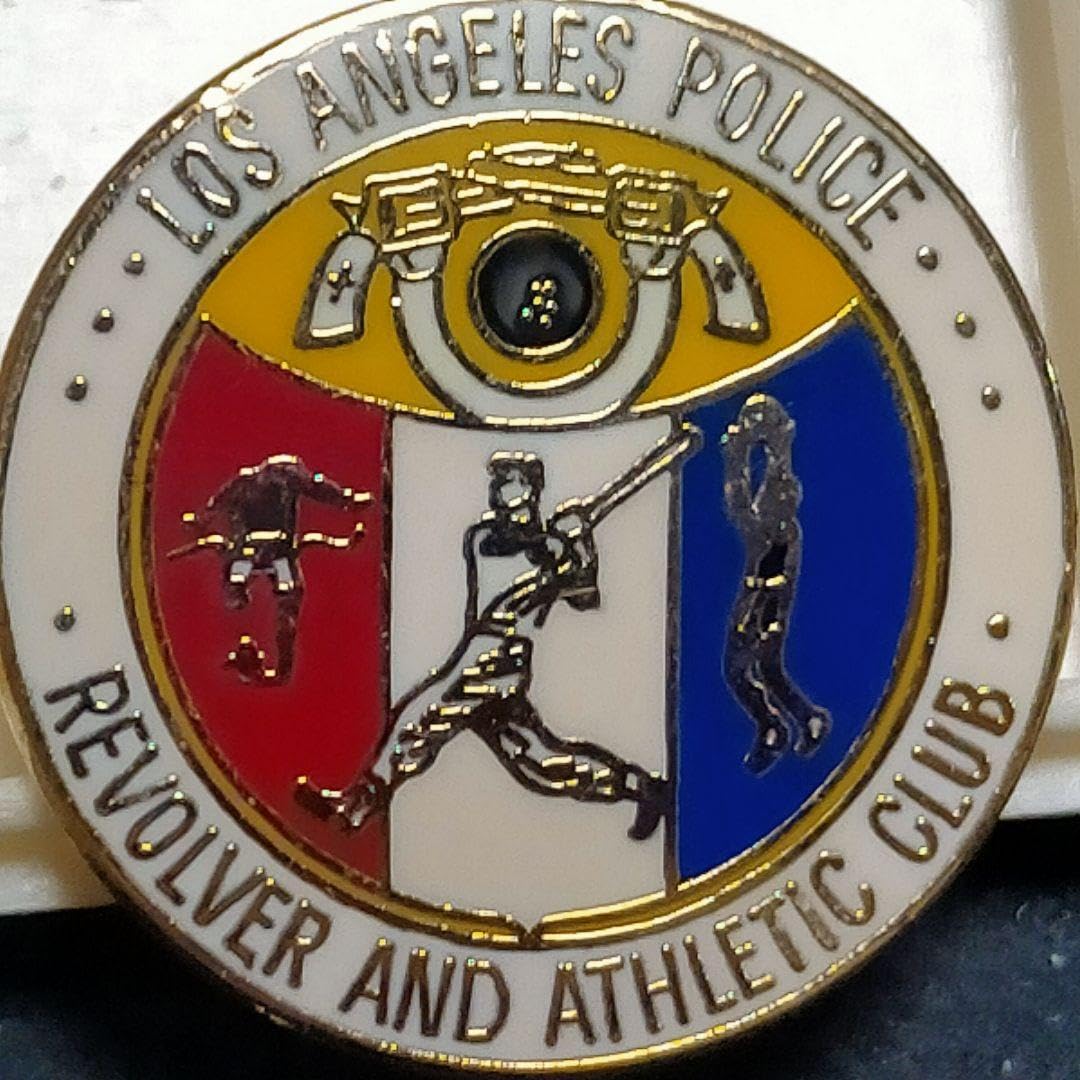 LOS ANGELES POLICE
REVOLVER AND ATHLETIC CLUB